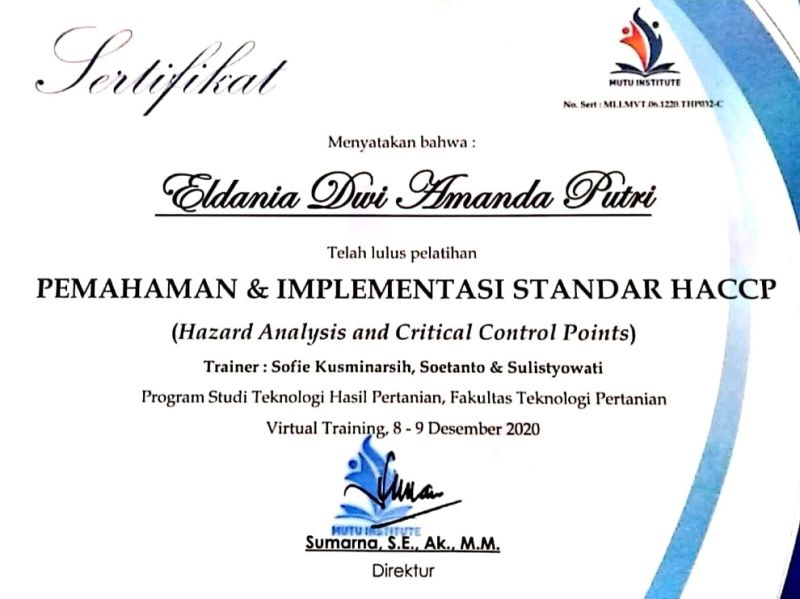 Sertifikat
MUTU INSTITUTE
No. Sert : MLI.MVT.06.1220.THP032-C
Menyatakan bahwa :
Eldania Dwi Amanda Putri
Telah lulus pelatihan
PEMAHAMAN & IMPLEMENTASI STANDAR HACCP
(Hazard Analysis and Critical Control Points)
Trainer : Sofie Kusminarsih, Soetanto & Sulistyowati
Program Studi Teknologi Hasil Pertanian, Fakultas Teknologi Pertanian
Virtual Training, 8 - 9 Desember 2020
MUTU INSTITUTE
Sumarna, S.E., Ak., M.M.
Direktur